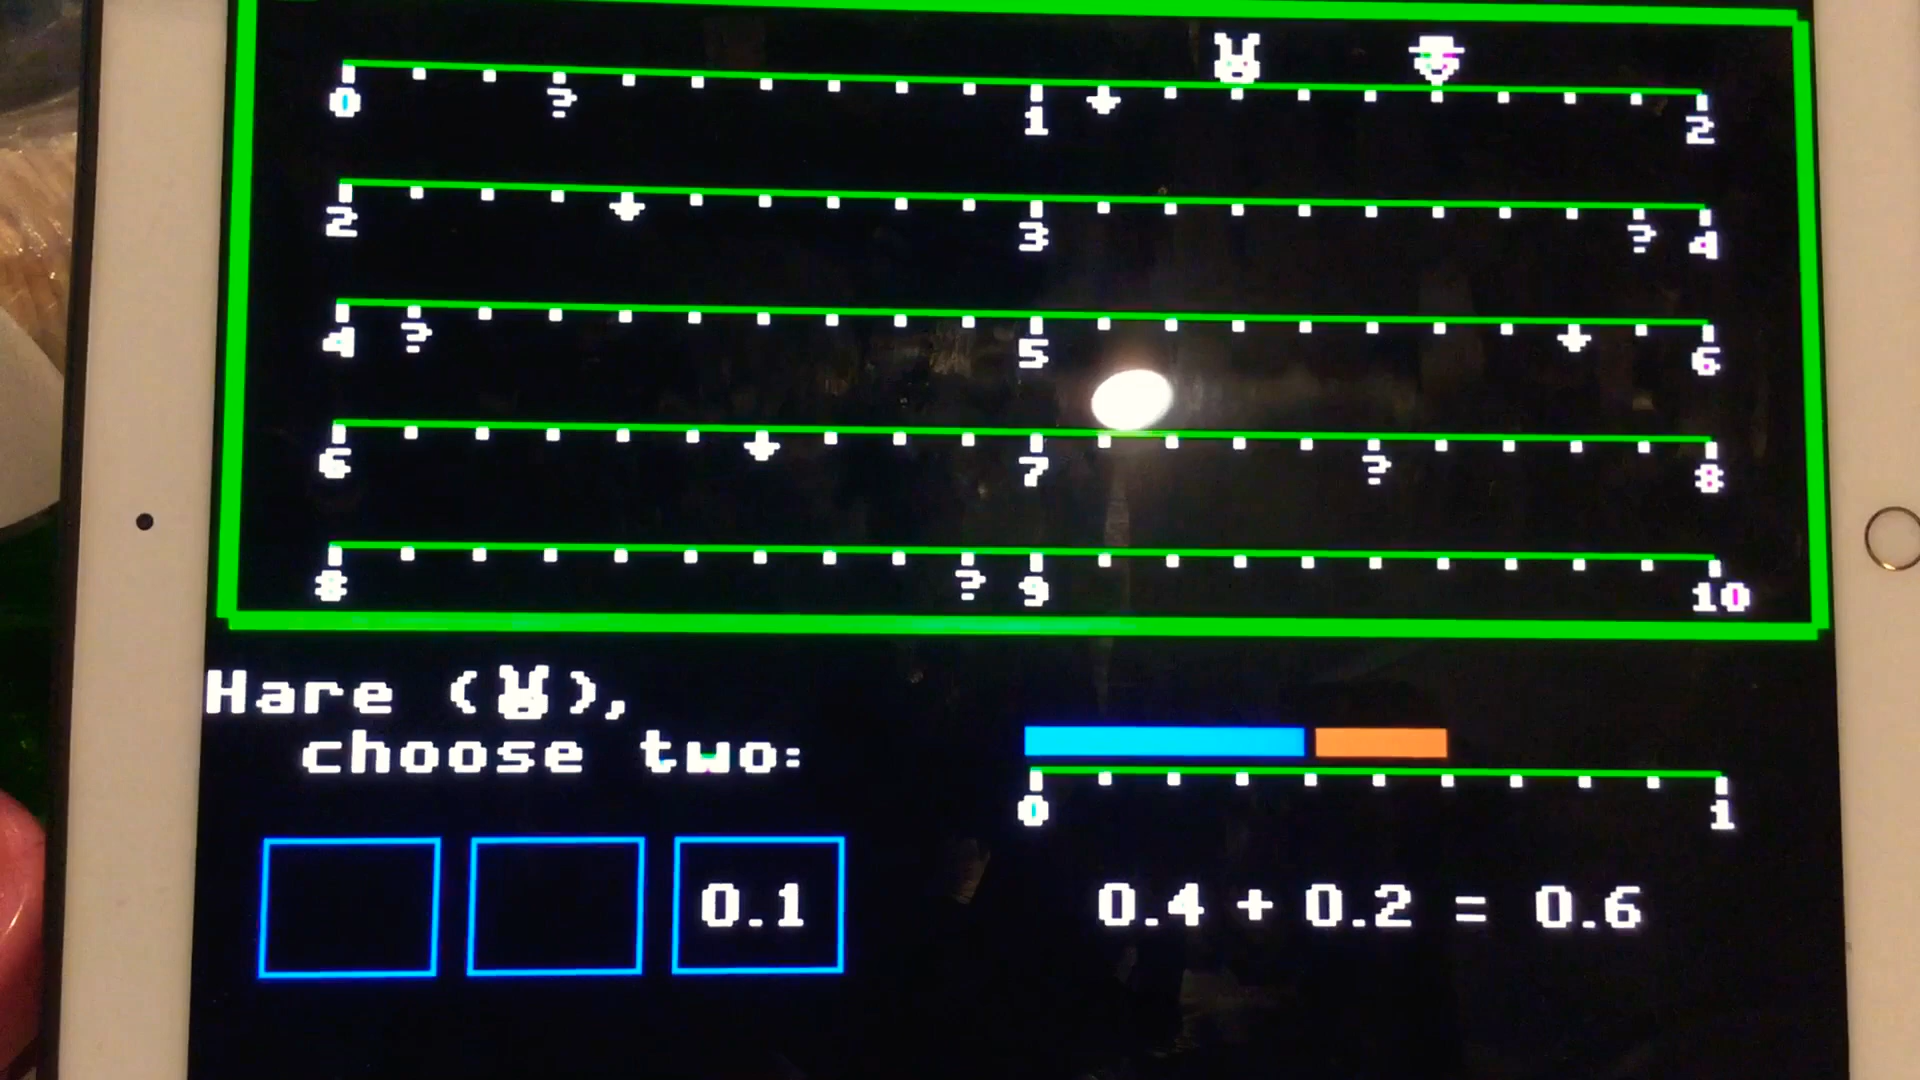 0 ? 1 2
2 3 ? 4
4 ? 5 6
6 7 ? 8
8 ? 9 10
Hare ( ),
choose two:
0 1
0.1
0.4 + 0.2 = 0.6